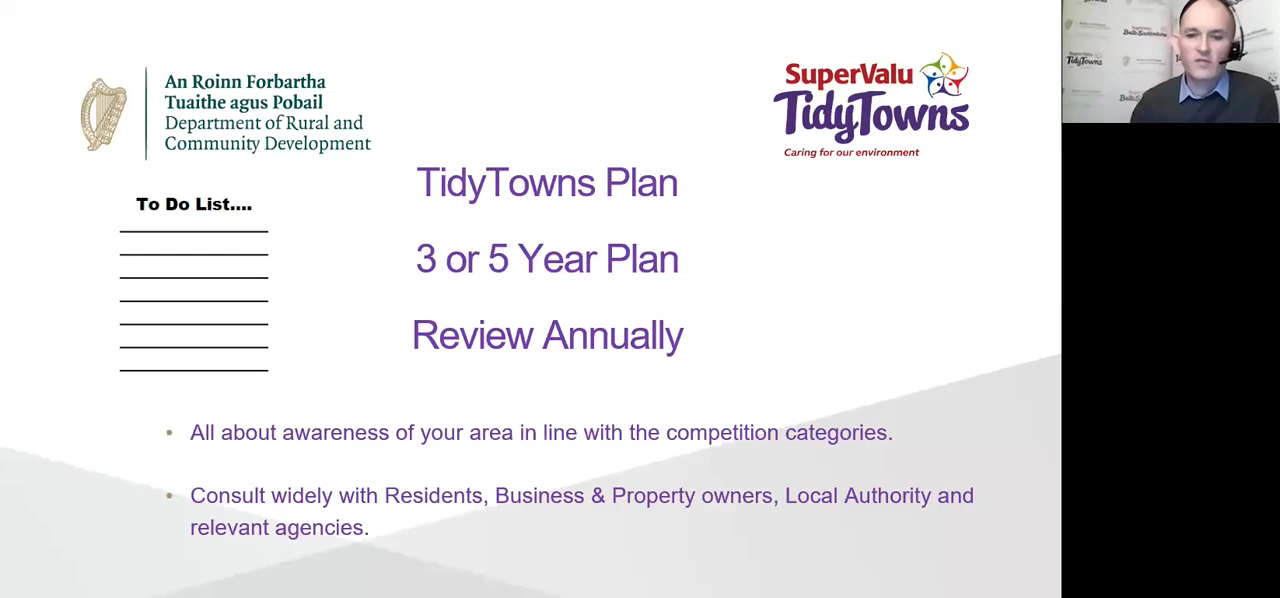 An Roinn Forbartha
Tuaithe agus Pobail
Department of Rural and
Community Development
SuperValu
TidyTowns
Caring for our environment
TidyTowns Plan
To Do List....
3 or 5 Year Plan
Review Annually
• All about awareness of your area in line with the competition categories.
• Consult widely with Residents, Business & Property owners, Local Authority and
relevant agencies.
TidyTowns